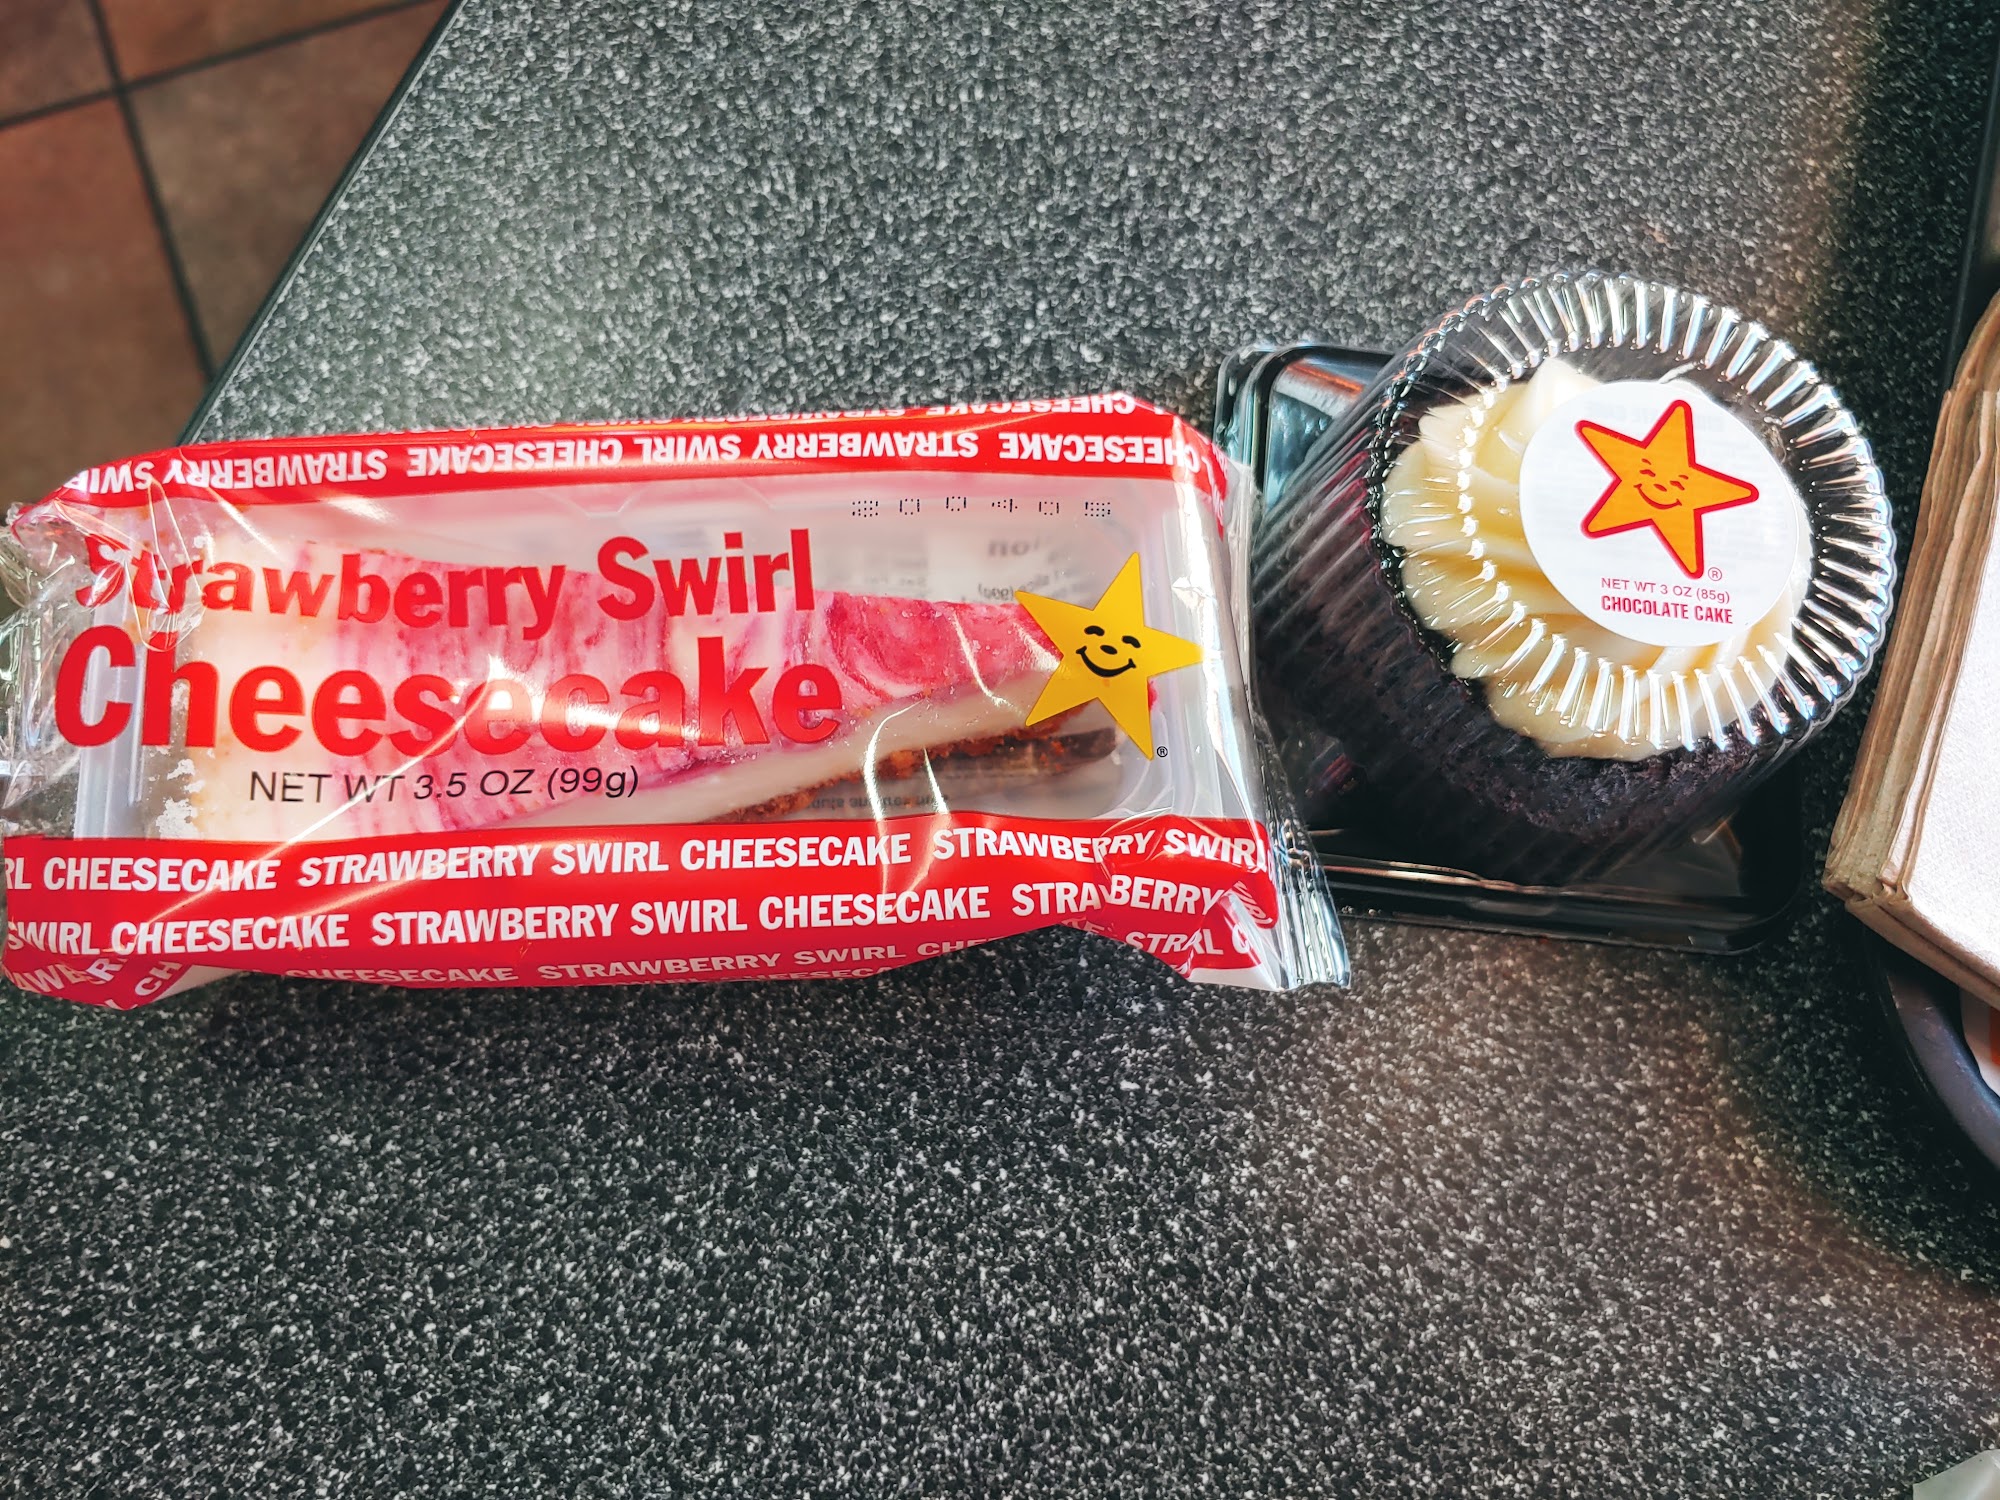 CHEESECAKE STRAWBERRY
STRAWBERRY SWIRL CHEESECAKE STRAWBERRY SWIRL CHEESECAKE
Strawberry Swirl
Cheesecake
®
NET WT 3.5 OZ (99g)
CHEESECAKE STRAWBERRY SWIRL CHEESECAKE STRAWBERRY SWIRL
SWIRL CHEESECAKE STRAWBERRY SWIRL CHEESECAKE
CHEESECAKE STRAWBERRY SWIRL
®
NET WT 3 OZ (85g)
CHOCOLATE CAKE